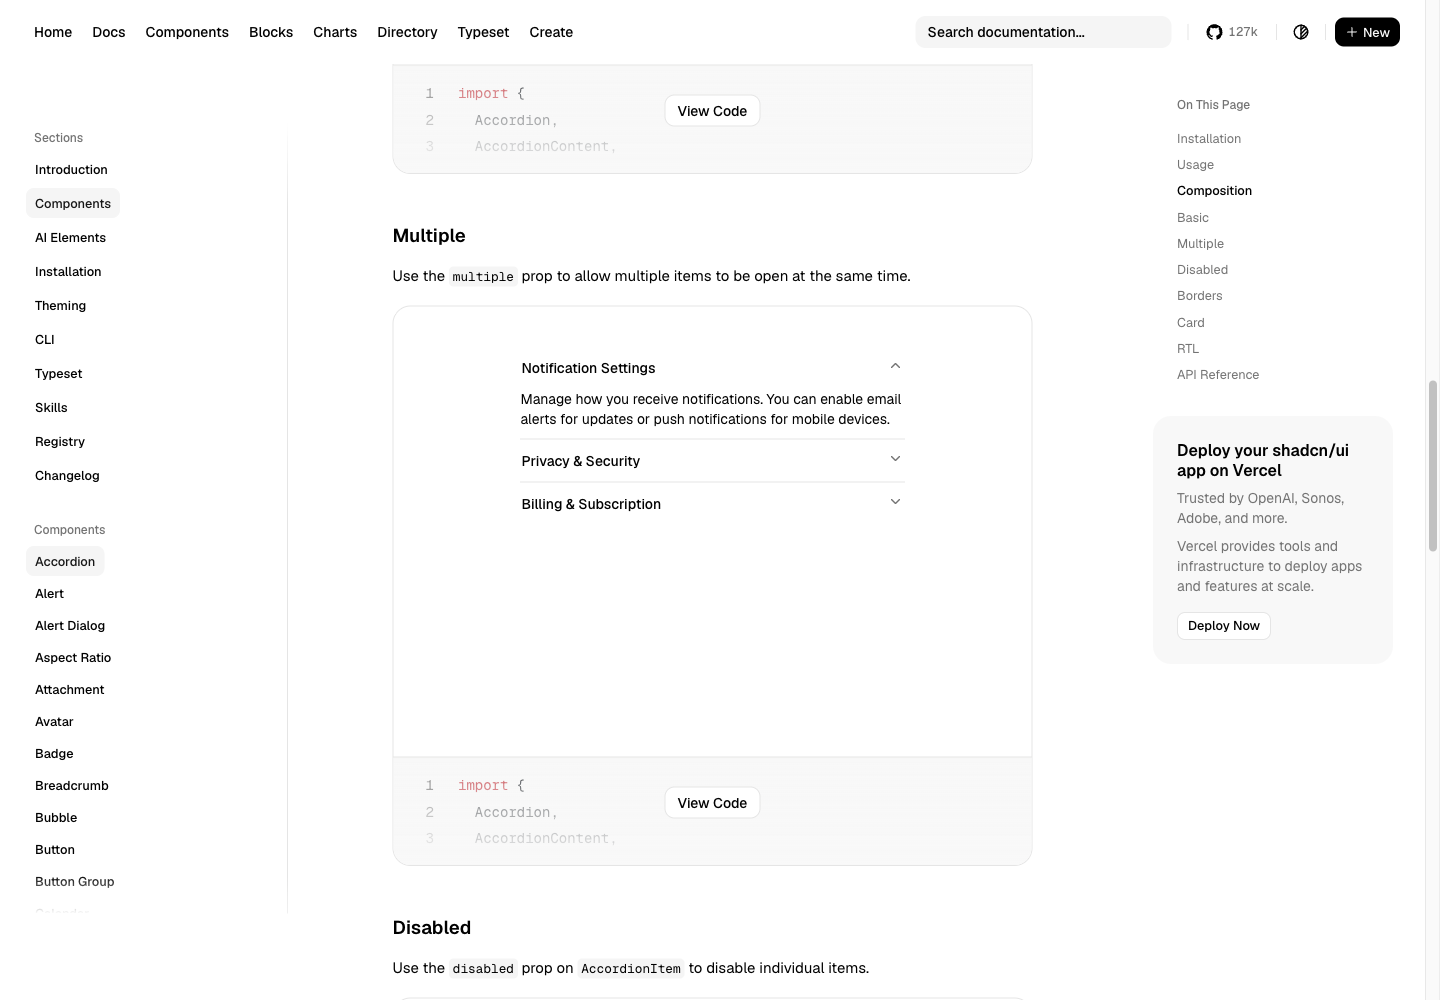 Home Docs Components Blocks Charts Directory Typeset Create
Search documentation...
127k
New
Sections
Introduction
Components
AI Elements
Installation
Theming
CLI
Typeset
Skills
Registry
Changelog
Components
Accordion
Alert
Alert Dialog
Aspect Ratio
Attachment
Avatar
Badge
Breadcrumb
Bubble
Button
Button Group
Calendar
1 import {
2 Accordion,
3 AccordionContent,
View Code
Multiple
Use the multiple prop to allow multiple items to be open at the same time.
Notification Settings
Manage how you receive notifications. You can enable email
alerts for updates or push notifications for mobile devices.
Privacy & Security
Billing & Subscription
1 import {
2 Accordion,
3 AccordionContent,
View Code
Disabled
Use the disabled prop on AccordionItem to disable individual items.
On This Page
Installation
Usage
Composition
Basic
Multiple
Disabled
Borders
Card
RTL
API Reference
Deploy your shadcn/ui
app on Vercel
Trusted by OpenAI, Sonos,
Adobe, and more.
Vercel provides tools and
infrastructure to deploy apps
and features at scale.
Deploy Now